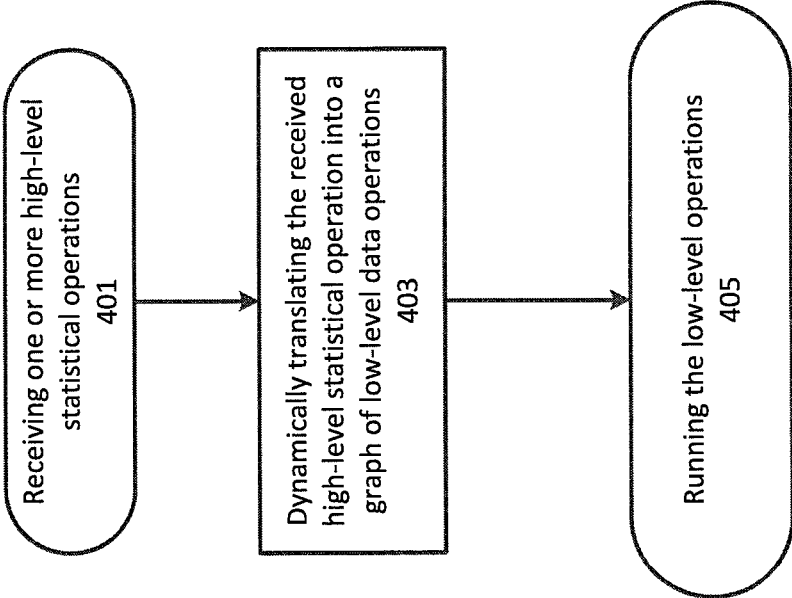 Receiving one or more high-level
statistical operations
401
Dynamically translating the received
high-level statistical operation into a
graph of low-level data operations
403
Running the low-level operations
405